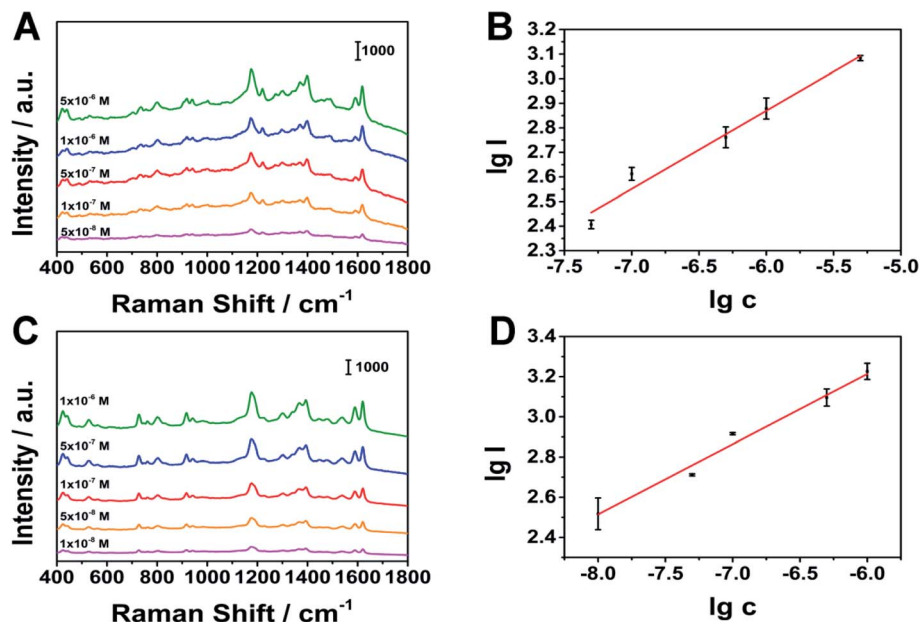 A
1000
5x10⁻⁶ M
1x10⁻⁶ M
5x10⁻⁷ M
1x10⁻⁷ M
5x10⁻⁸ M
Intensity / a.u.
400 600 800 1000 1200 1400 1600 1800
Raman Shift / cm⁻¹
B
3.2
3.1
3.0
2.9
2.8
2.7
2.6
2.5
2.4
2.3
lg I
-7.5 -7.0 -6.5 -6.0 -5.5 -5.0
lg c
C
1000
1x10⁻⁶ M
5x10⁻⁷ M
1x10⁻⁷ M
5x10⁻⁸ M
1x10⁻⁸ M
Intensity / a.u.
400 600 800 1000 1200 1400 1600 1800
Raman Shift / cm⁻¹
D
3.4
3.2
3.0
2.8
2.6
2.4
lg I
-8.0 -7.5 -7.0 -6.5 -6.0
lg c